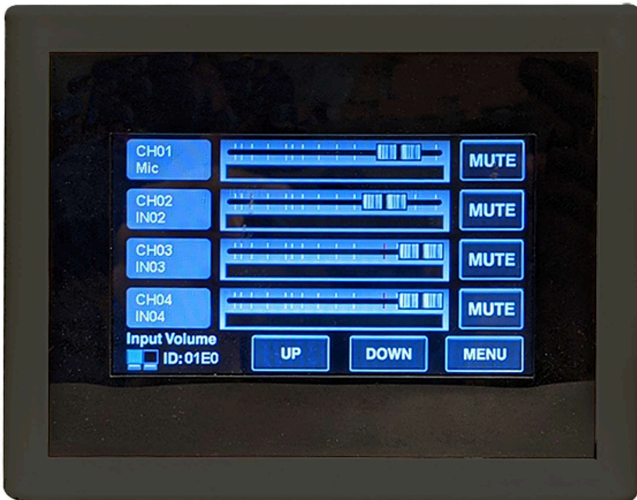 CH01
Mic
MUTE
CH02
IN02
MUTE
CH03
IN03
MUTE
CH04
IN04
MUTE
Input Volume
ID:01E0
UP
DOWN
MENU